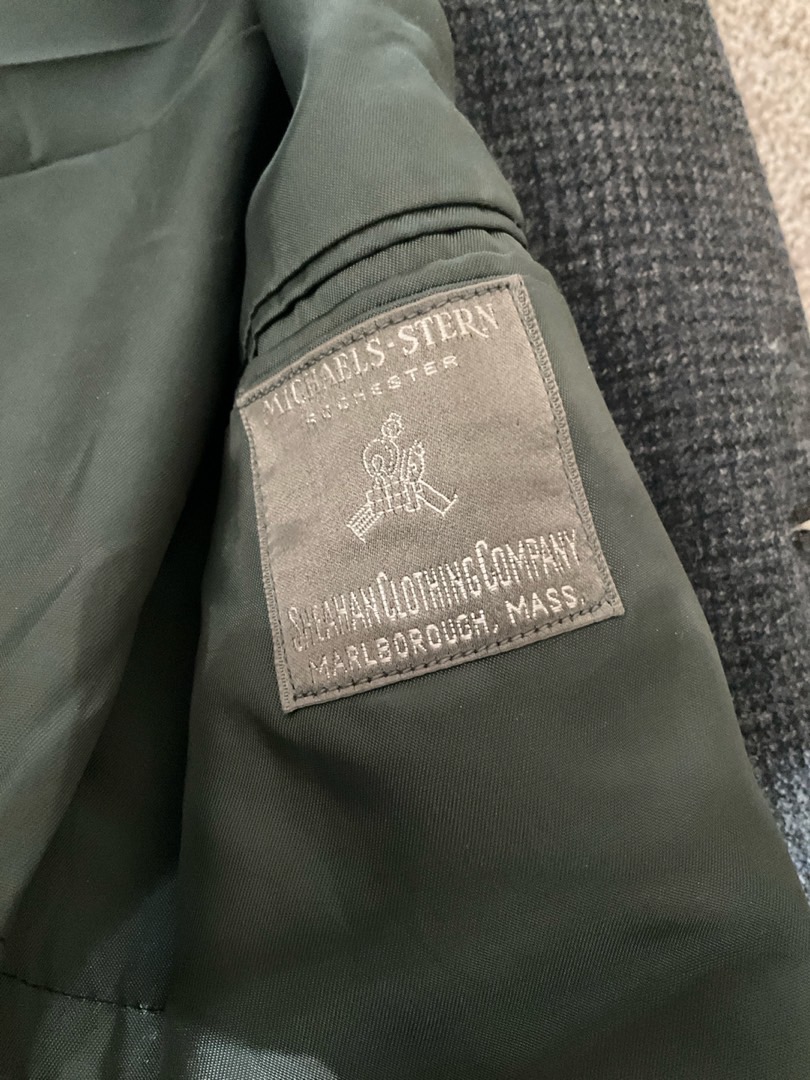 MICHAELS·STERN
ROCHESTER
SHEAHAN CLOTHING COMPANY
MARLBOROUGH, MASS.